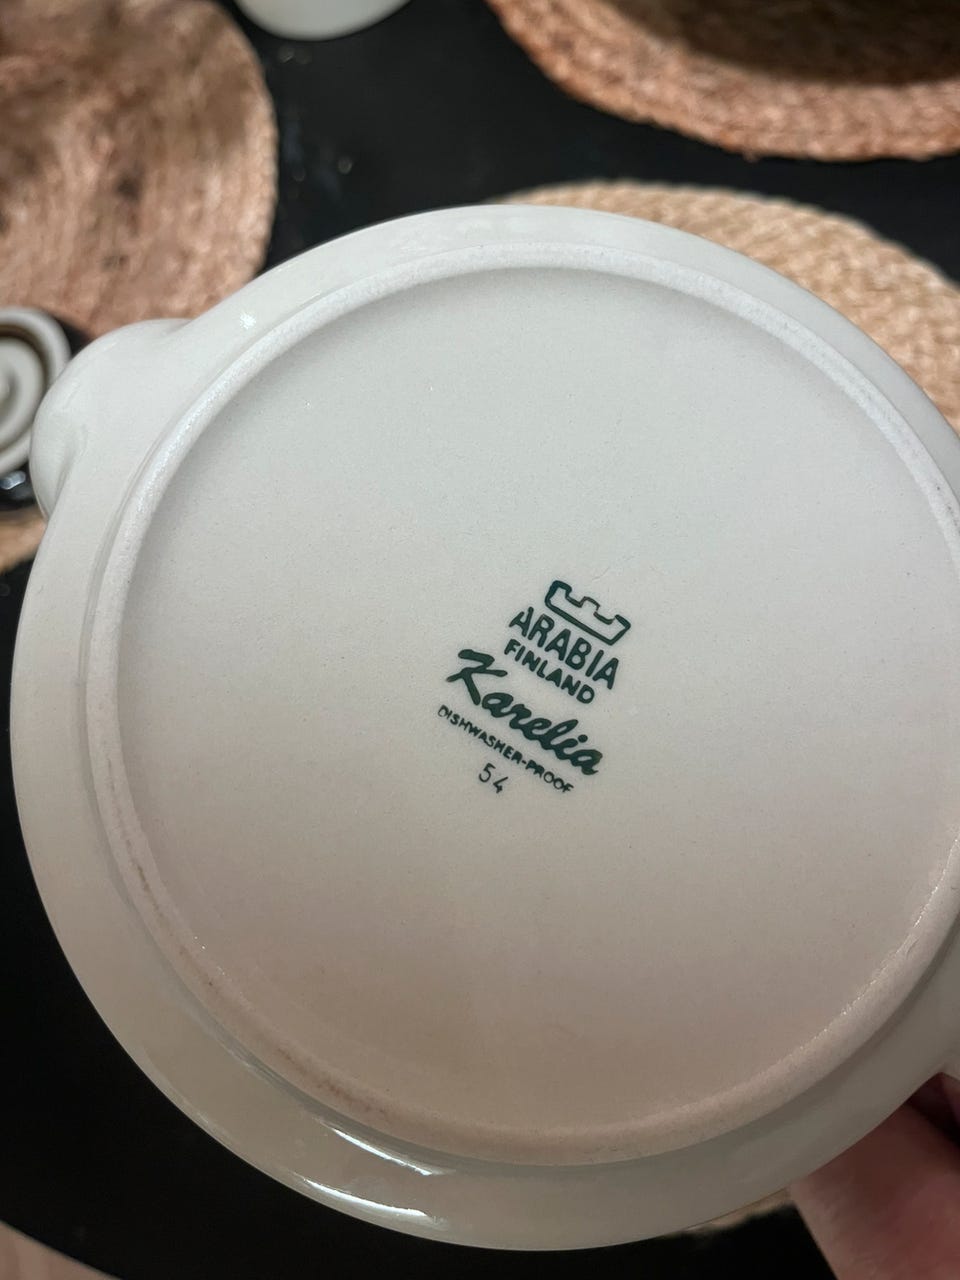 ARABIA
FINLAND
Karelia
DISHWASHER-PROOF
54